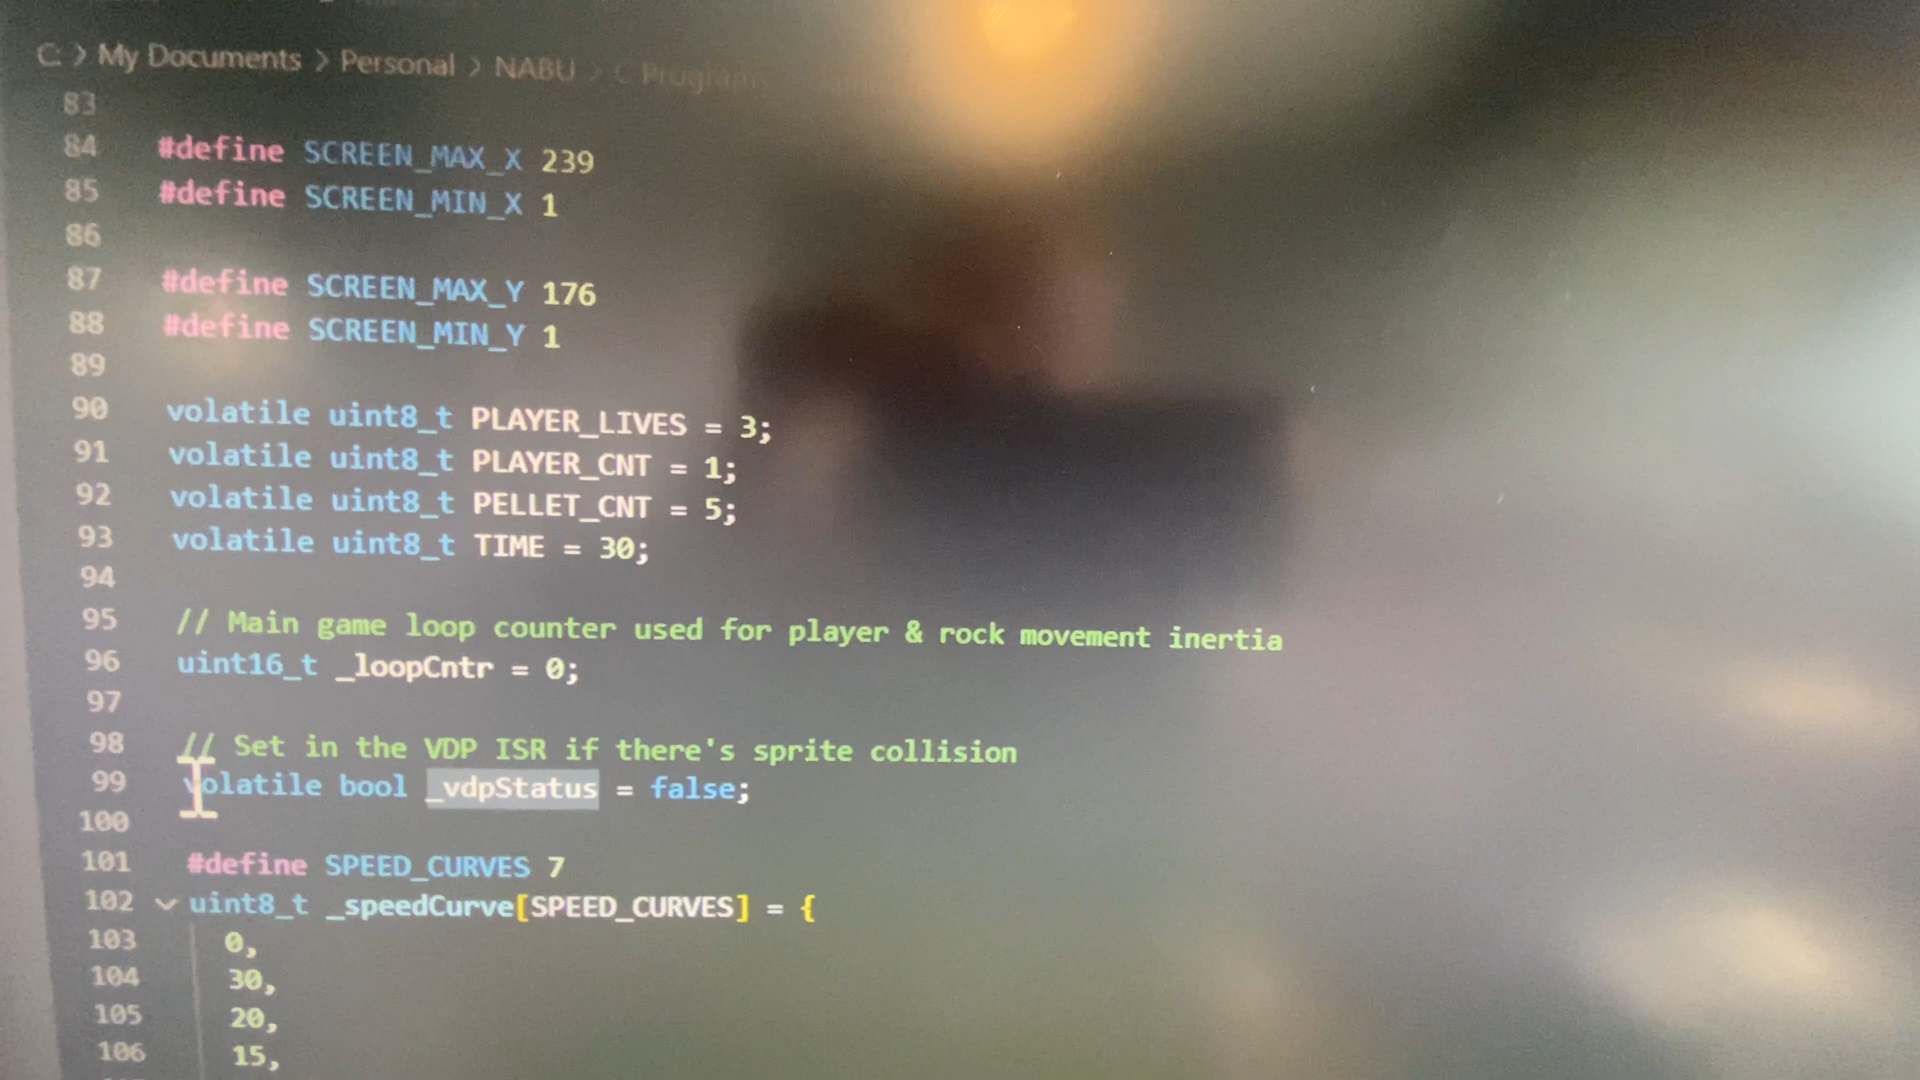 C: > My Documents > Personal > NABU > C Programs
83
84 #define SCREEN_MAX_X 239
85 #define SCREEN_MIN_X 1
86
87 #define SCREEN_MAX_Y 176
88 #define SCREEN_MIN_Y 1
89
90 volatile uint8_t PLAYER_LIVES = 3;
91 volatile uint8_t PLAYER_CNT = 1;
92 volatile uint8_t PELLET_CNT = 5;
93 volatile uint8_t TIME = 30;
94
95 // Main game loop counter used for player & rock movement inertia
96 uint16_t _loopCntr = 0;
97
98 // Set in the VDP ISR if there's sprite collision
99 volatile bool _vdpStatus = false;
100
101 #define SPEED_CURVES 7
102 uint8_t _speedCurve[SPEED_CURVES] = {
103 0,
104 30,
105 20,
106 15,